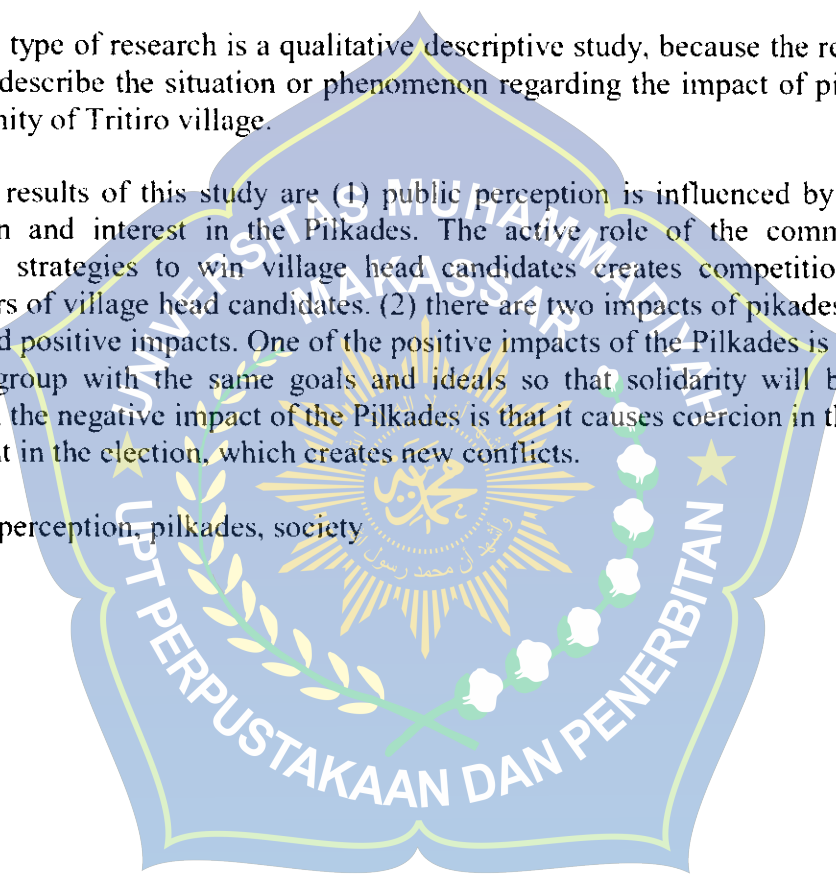 type of research is a qualitative descriptive study, because the re
describe the situation or phenomenon regarding the impact of pi
nity of Tritiro village.
results of this study are (1) public perception is influenced by
n and interest in the Pilkades. The active role of the comm
strategies to win village head candidates creates competitio
rs of village head candidates. (2) there are two impacts of pikades
d positive impacts. One of the positive impacts of the Pilkades is
group with the same goals and ideals so that solidarity will b
the negative impact of the Pilkades is that it causes coercion in th
t in the election, which creates new conflicts.
perception, pilkades, society
UNIVERSITAS MUHAMMADIYAH
MAKASSAR
محمدية
واشهد ان محمد رسول
UPT PERPUSTAKAAN DAN PENERBITAN